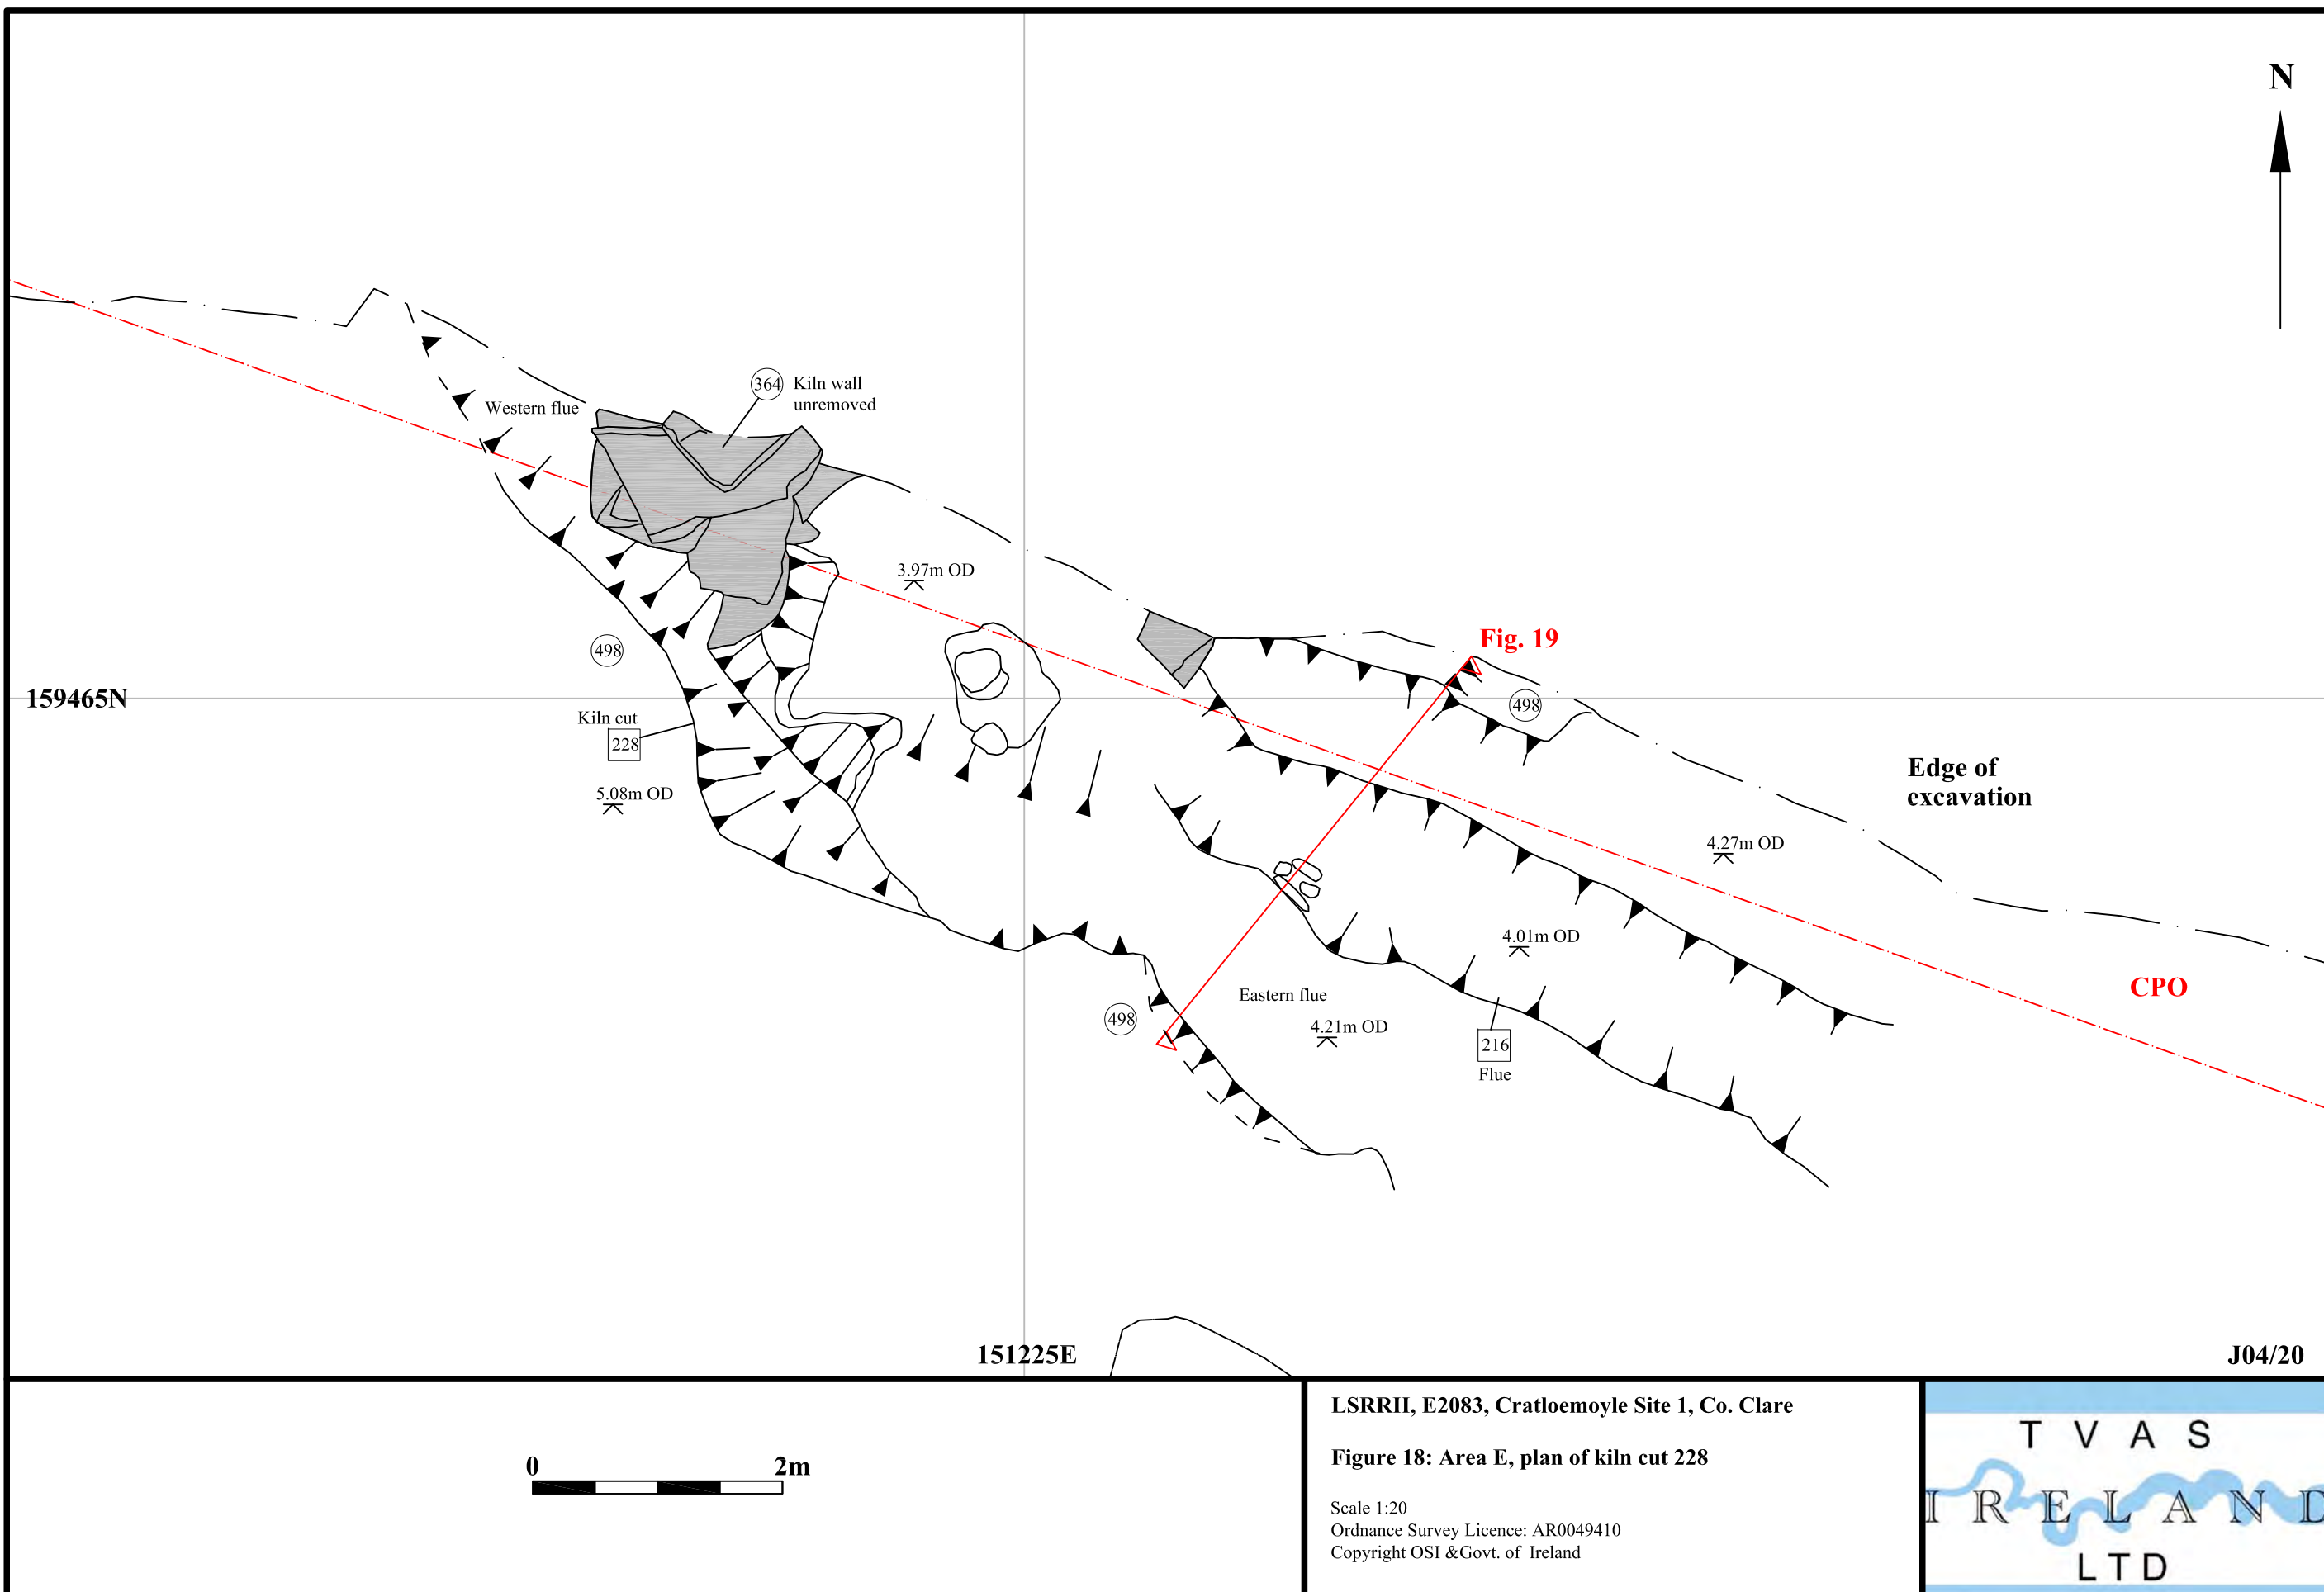 N
364
Kiln wall
unremoved
Western flue
3.97m OD
Fig. 19
498
498
159465N
Kiln cut
228
5.08m OD
Edge of
excavation
4.27m OD
4.01m OD
CPO
Eastern flue
498
4.21m OD
216
Flue
151225E
J04/20
0
2m
LSRRII, E2083, Cratloemoyle Site 1, Co. Clare
Figure 18: Area E, plan of kiln cut 228
Scale 1:20
Ordnance Survey Licence: AR0049410
Copyright OSI &Govt. of Ireland
T V A S
I R E L A N D
L T D